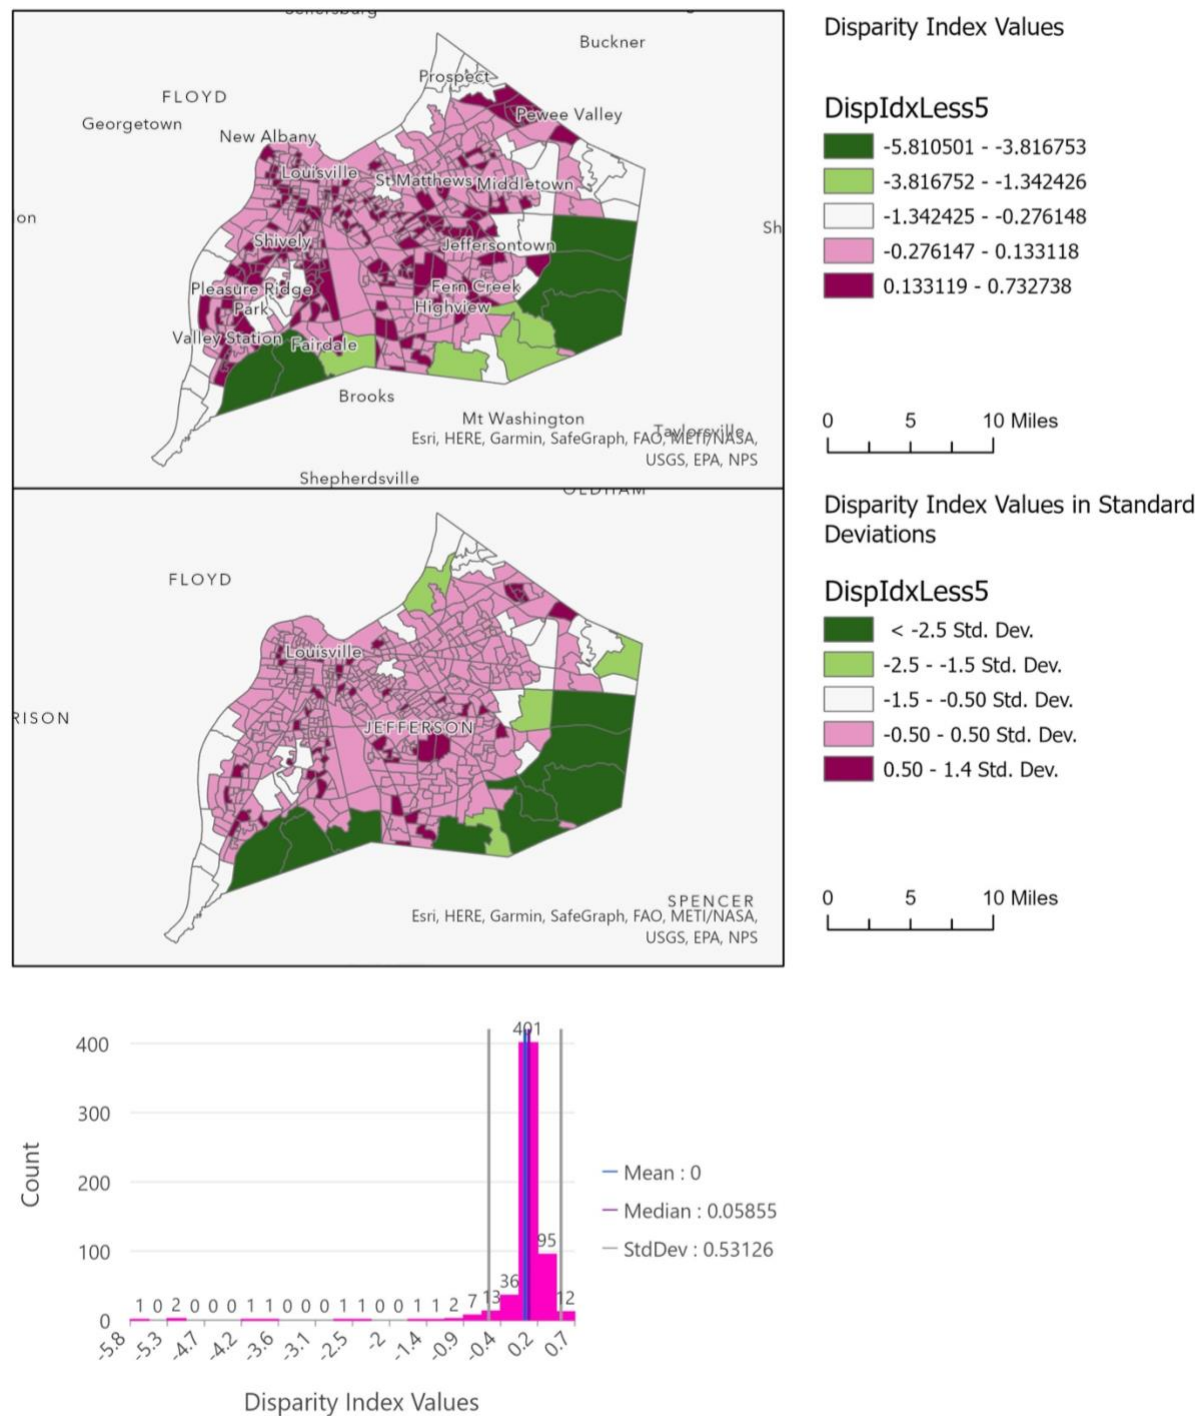 Sellersburg
Buckner
Prospect
FLOYD
Georgetown
Pewee Valley
New Albany
Louisville
St Matthews
Middletown
on
Sh
Shively
Jeffersontown
Pleasure Ridge
Park
Fern Creek
Highview
Valley Station
Fairdale
Brooks
Mt Washington
Taylorsville
Esri, HERE, Garmin, SafeGraph, FAO, METI/NASA,
USGS, EPA, NPS
Shepherdsville
Disparity Index Values
DispIdxLess5
-5.810501 - -3.816753
-3.816752 - -1.342426
-1.342425 - -0.276148
-0.276147 - 0.133118
0.133119 - 0.732738
0 5 10 Miles
OLDHAM
FLOYD
Louisville
RISON
JEFFERSON
SPENCER
Esri, HERE, Garmin, SafeGraph, FAO, METI/NASA,
USGS, EPA, NPS
Disparity Index Values in Standard
Deviations
DispIdxLess5
< -2.5 Std. Dev.
-2.5 - -1.5 Std. Dev.
-1.5 - -0.50 Std. Dev.
-0.50 - 0.50 Std. Dev.
0.50 - 1.4 Std. Dev.
0 5 10 Miles
Count
400
300
200
100
0
1 0 2 0 0 0 1 1 0 0 0 1 1 0 0 1 1 2 7 13 36 401 95 12
-5.8 -5.3 -4.7 -4.2 -3.6 -3.1 -2.5 -2 -1.4 -0.9 -0.4 0.2 0.7
Disparity Index Values
Mean : 0
Median : 0.05855
StdDev : 0.53126